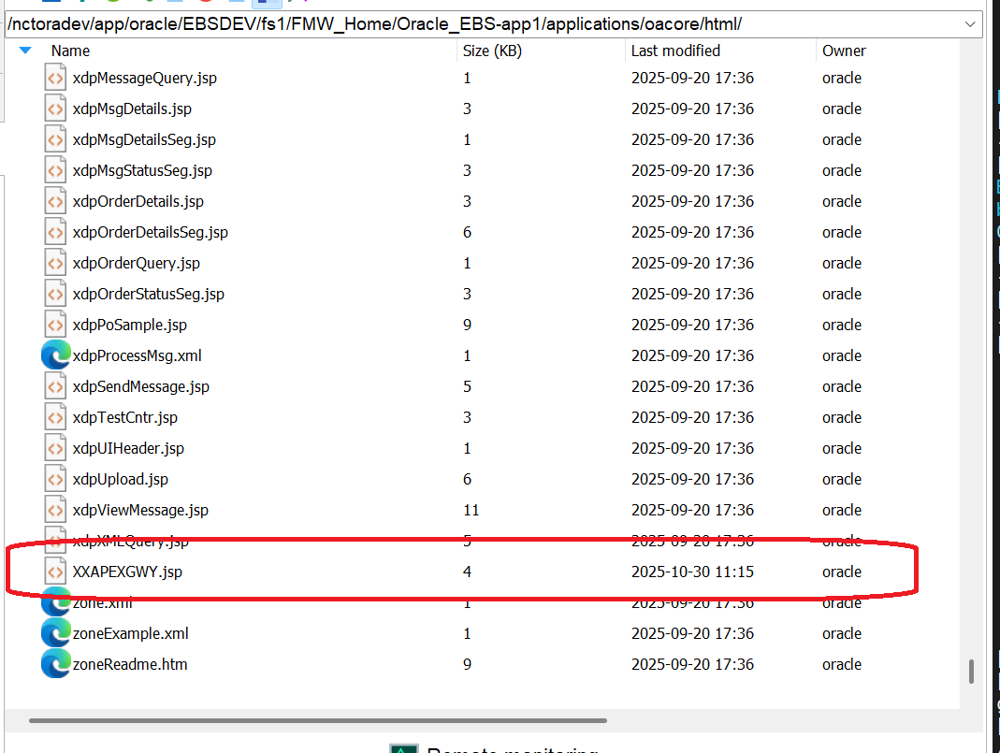 /nctoradev/app/oracle/EBSDEV/fs1/FMW_Home/Oracle_EBS-app1/applications/oacore/html/
Name Size (KB) Last modified Owner
xdpMessageQuery.jsp 1 2025-09-20 17:36 oracle
xdpMsgDetails.jsp 3 2025-09-20 17:36 oracle
xdpMsgDetailsSeg.jsp 1 2025-09-20 17:36 oracle
xdpMsgStatusSeg.jsp 3 2025-09-20 17:36 oracle
xdpOrderDetails.jsp 3 2025-09-20 17:36 oracle
xdpOrderDetailsSeg.jsp 6 2025-09-20 17:36 oracle
xdpOrderQuery.jsp 1 2025-09-20 17:36 oracle
xdpOrderStatusSeg.jsp 3 2025-09-20 17:36 oracle
xdpPoSample.jsp 9 2025-09-20 17:36 oracle
xdpProcessMsg.xml 1 2025-09-20 17:36 oracle
xdpSendMessage.jsp 5 2025-09-20 17:36 oracle
xdpTestCntr.jsp 3 2025-09-20 17:36 oracle
xdpUIHeader.jsp 1 2025-09-20 17:36 oracle
xdpUpload.jsp 6 2025-09-20 17:36 oracle
xdpViewMessage.jsp 11 2025-09-20 17:36 oracle
xdpXMLQuery.jsp 5 2025-09-20 17:36 oracle
XXAPEXGWY.jsp 4 2025-10-30 11:15 oracle
zone.xml 1 2025-09-20 17:36 oracle
zoneExample.xml 1 2025-09-20 17:36 oracle
zoneReadme.htm 9 2025-09-20 17:36 oracle
Remote monitoring